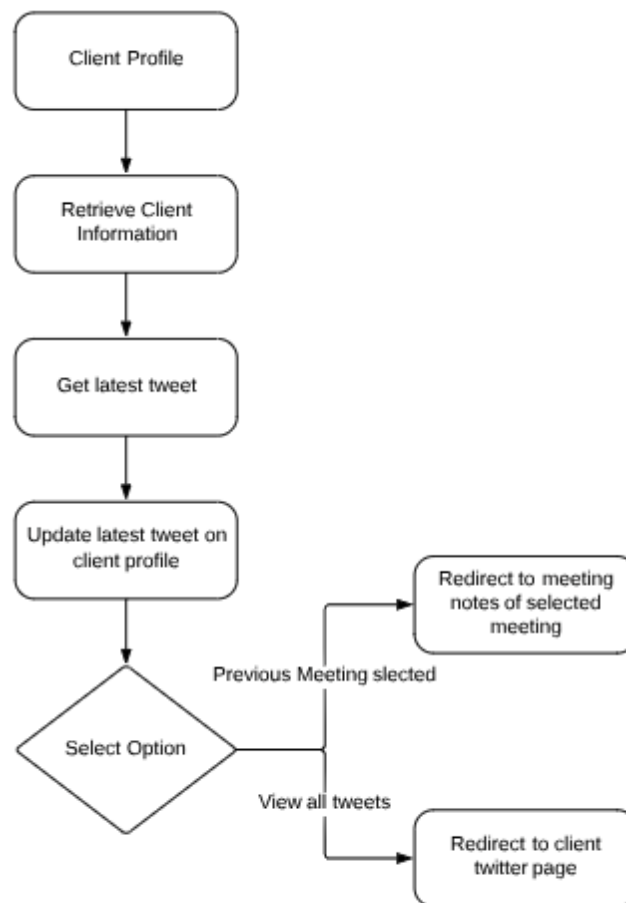 Client Profile
Retrieve Client
Information
Get latest tweet
Update latest tweet on
client profile
Redirect to meeting
notes of selected
meeting
Previous Meeting slected
Select Option
View all tweets
Redirect to client
twitter page